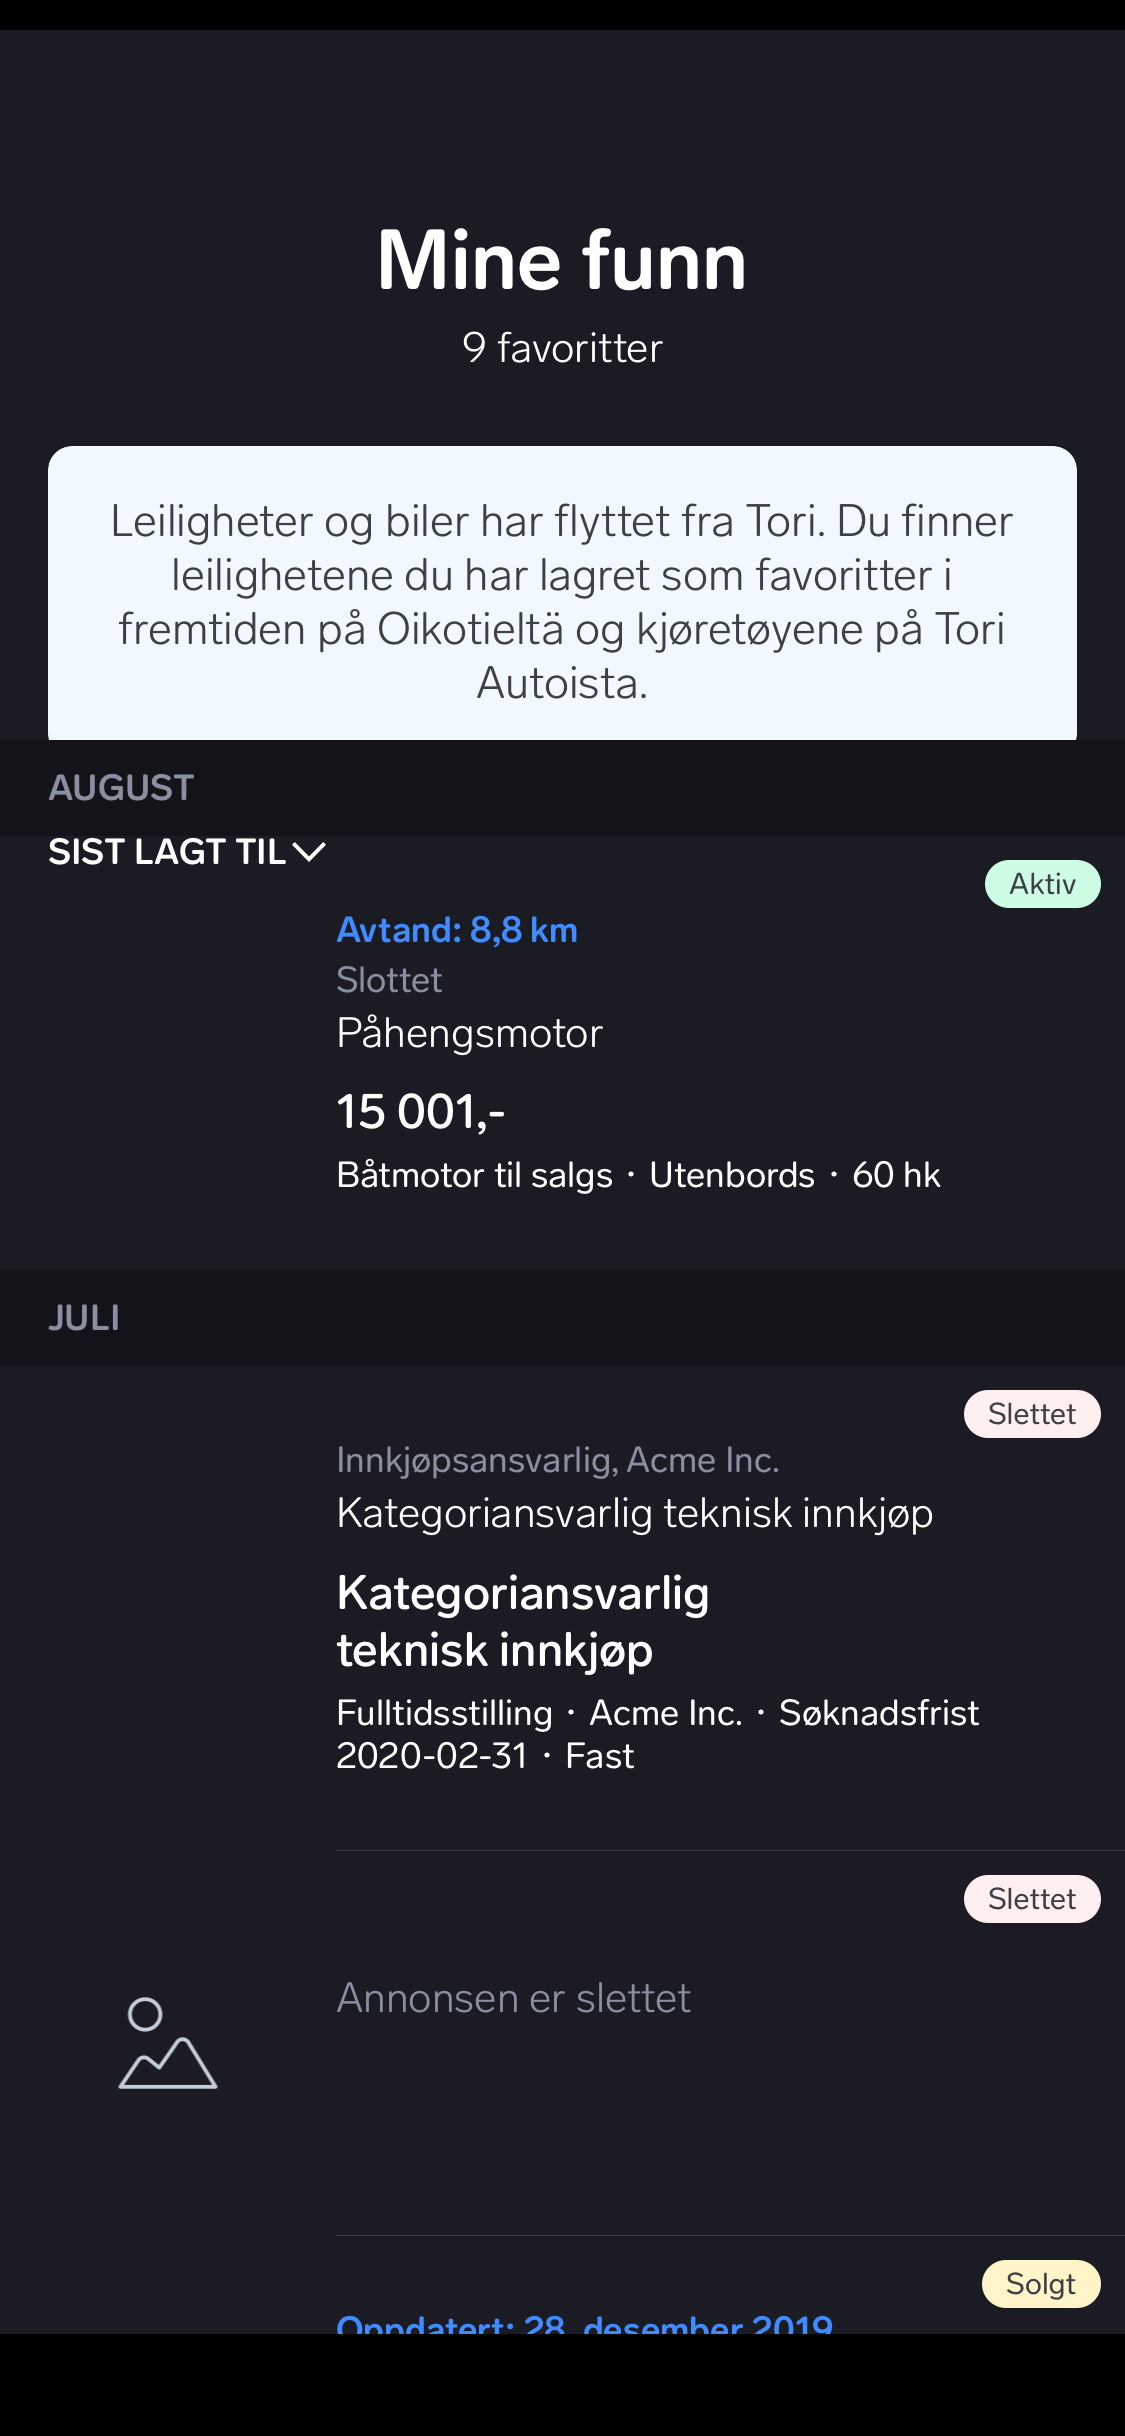 Mine funn
9 favoritter
Leiligheter og biler har flyttet fra Tori. Du finner
leilighetene du har lagret som favoritter i
fremtiden på Oikotieltä og kjøretøyene på Tori
Autoista.
AUGUST
SIST LAGT TIL
Aktiv
Avtand: 8,8 km
Slottet
Påhengsmotor
15 001,-
Båtmotor til salgs · Utenbords · 60 hk
JULI
Slettet
Innkjøpsansvarlig, Acme Inc.
Kategoriansvarlig teknisk innkjøp
Kategoriansvarlig
teknisk innkjøp
Fulltidsstilling · Acme Inc. · Søknadsfrist
2020-02-31 · Fast
Slettet
Annonsen er slettet
Solgt
Oppdatert: 28. desember 2019